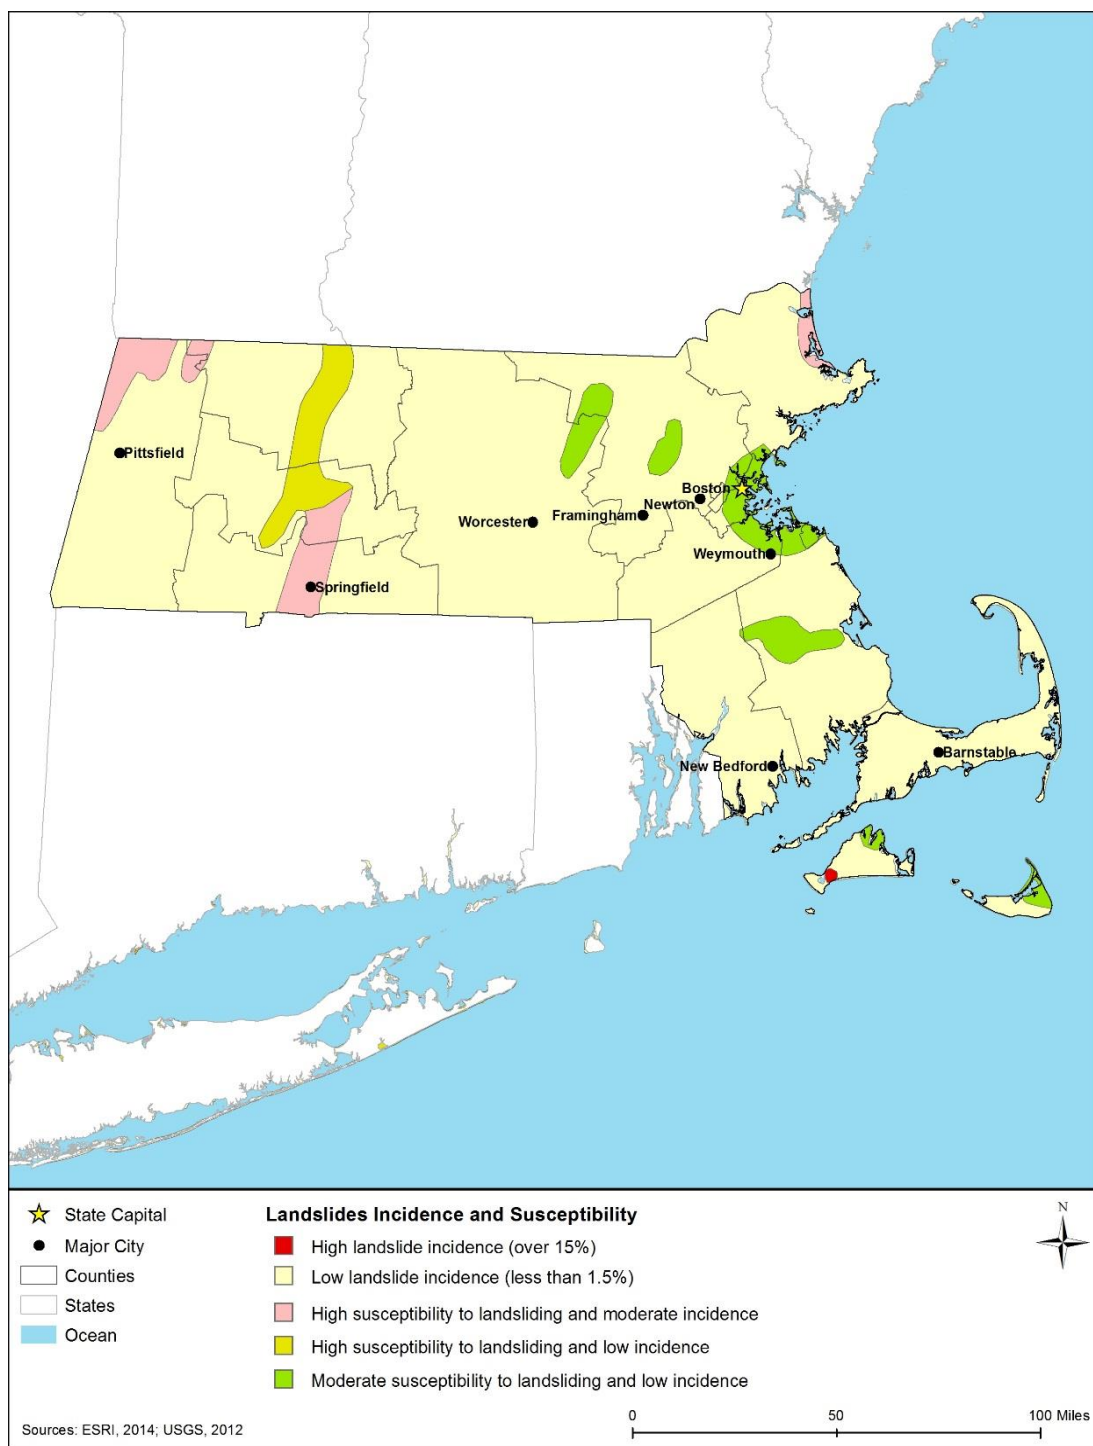 Pittsfield
Boston
Newton
Framingham
Worcester
Weymouth
Springfield
Barnstable
New Bedford
State Capital
Major City
Counties
States
Ocean
Landslides Incidence and Susceptibility
High landslide incidence (over 15%)
Low landslide incidence (less than 1.5%)
High susceptibility to landsliding and moderate incidence
High susceptibility to landsliding and low incidence
Moderate susceptibility to landsliding and low incidence
N
0 50 100 Miles
Sources: ESRI, 2014; USGS, 2012